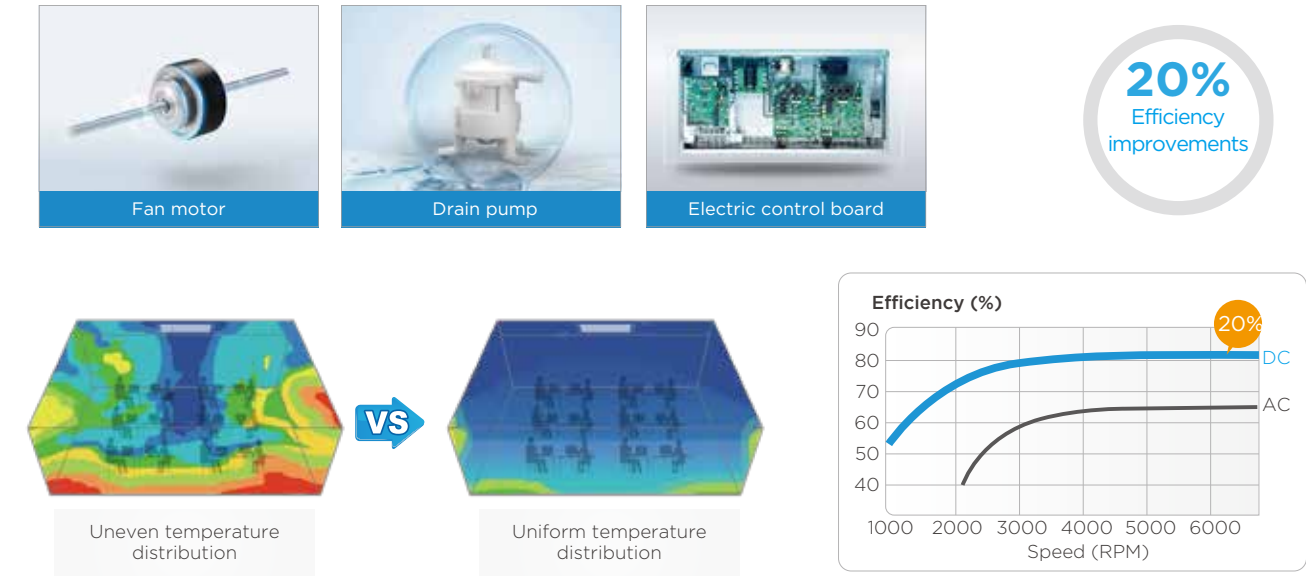 Fan motor
Drain pump
Electric control board
20%
Efficiency
improvements
Uneven temperature
distribution
VS
Uniform temperature
distribution
Efficiency (%)
90
80
70
60
50
40
20%
DC
AC
1000 2000 3000 4000 5000 6000
Speed (RPM)